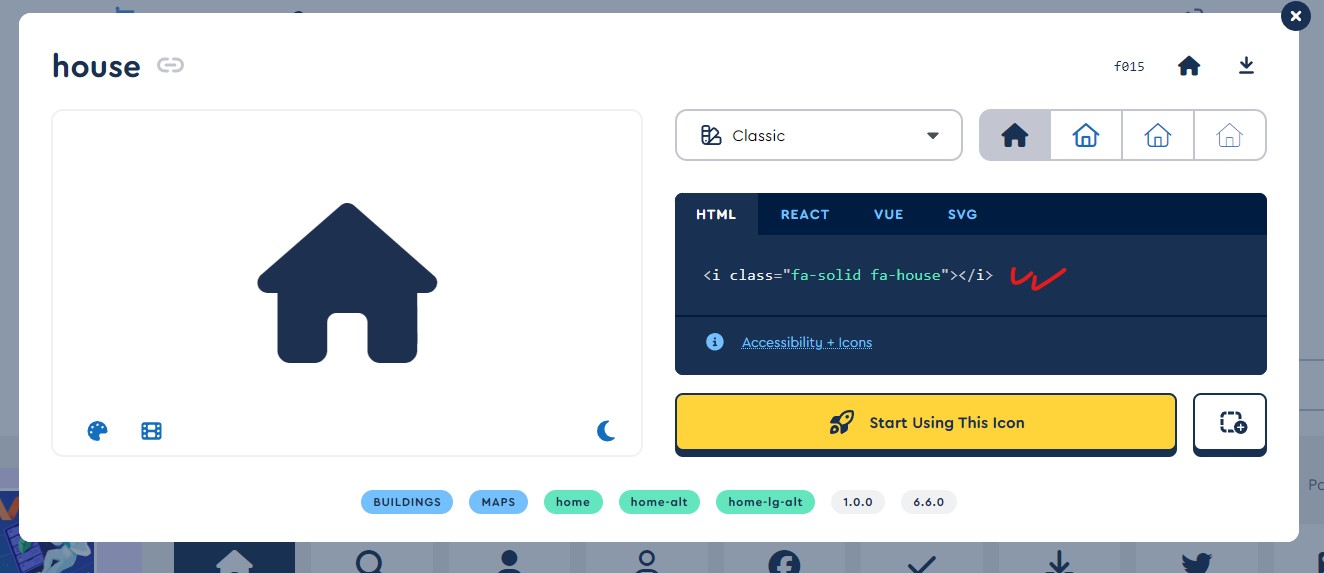 house
f015
Classic
HTML REACT VUE SVG
<i class="fa-solid fa-house"></i>
Accessibility + Icons
Start Using This Icon
BUILDINGS MAPS home home-alt home-lg-alt 1.0.0 6.6.0